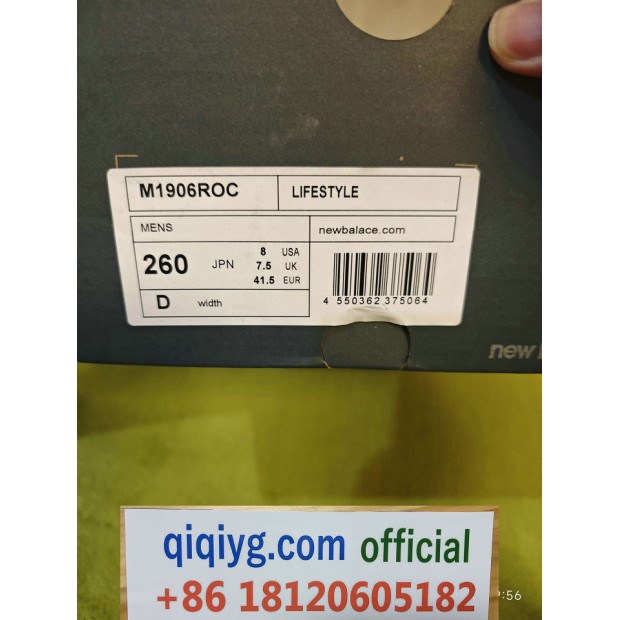 M1906ROC LIFESTYLE
MENS newbalace.com
260 JPN 8 USA
7.5 UK
41.5 EUR
D width
4 550362 375064
new
qiqiyg.com official
+86 18120605182
:56